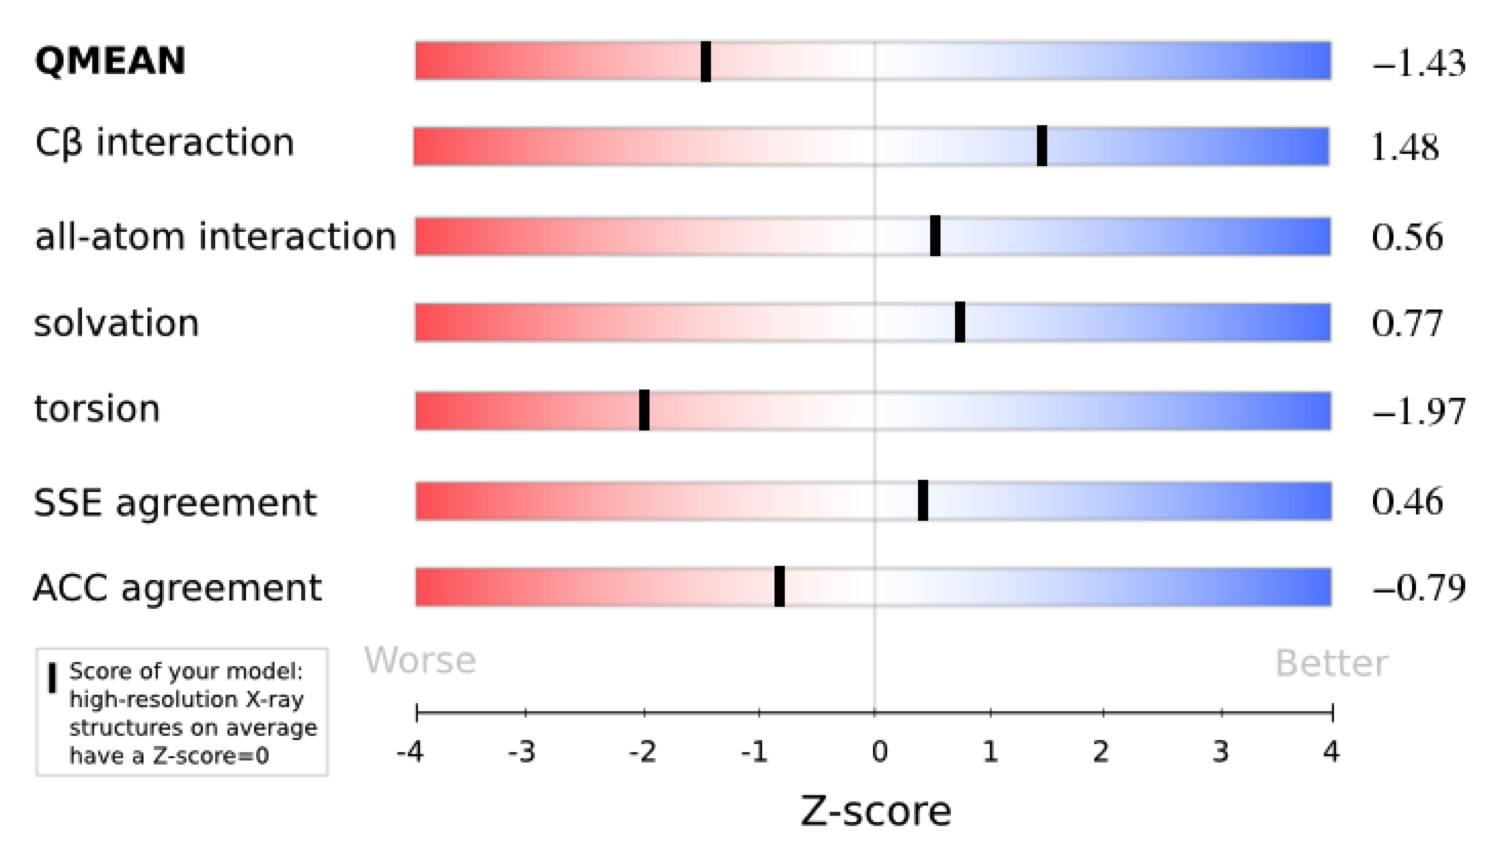 QMEAN −1.43
Cβ interaction 1.48
all-atom interaction 0.56
solvation 0.77
torsion −1.97
SSE agreement 0.46
ACC agreement −0.79
Worse Better
Score of your model:
high-resolution X-ray
structures on average
have a Z-score=0
-4 -3 -2 -1 0 1 2 3 4
Z-score